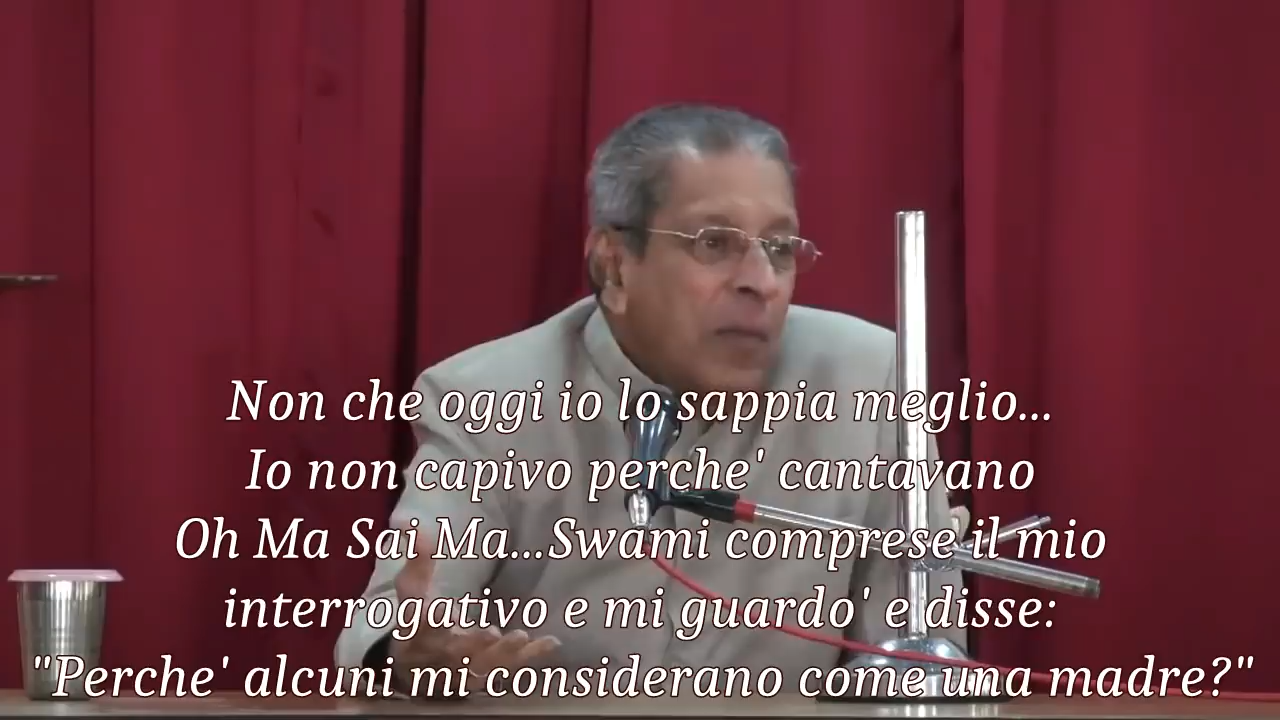 Non che oggi io lo sappia meglio...
Io non capivo perche' cantavano
Oh Ma Sai Ma...Swami comprese il mio
interrogativo e mi guardo' e disse:
"Perche' alcuni mi considerano come una madre?"